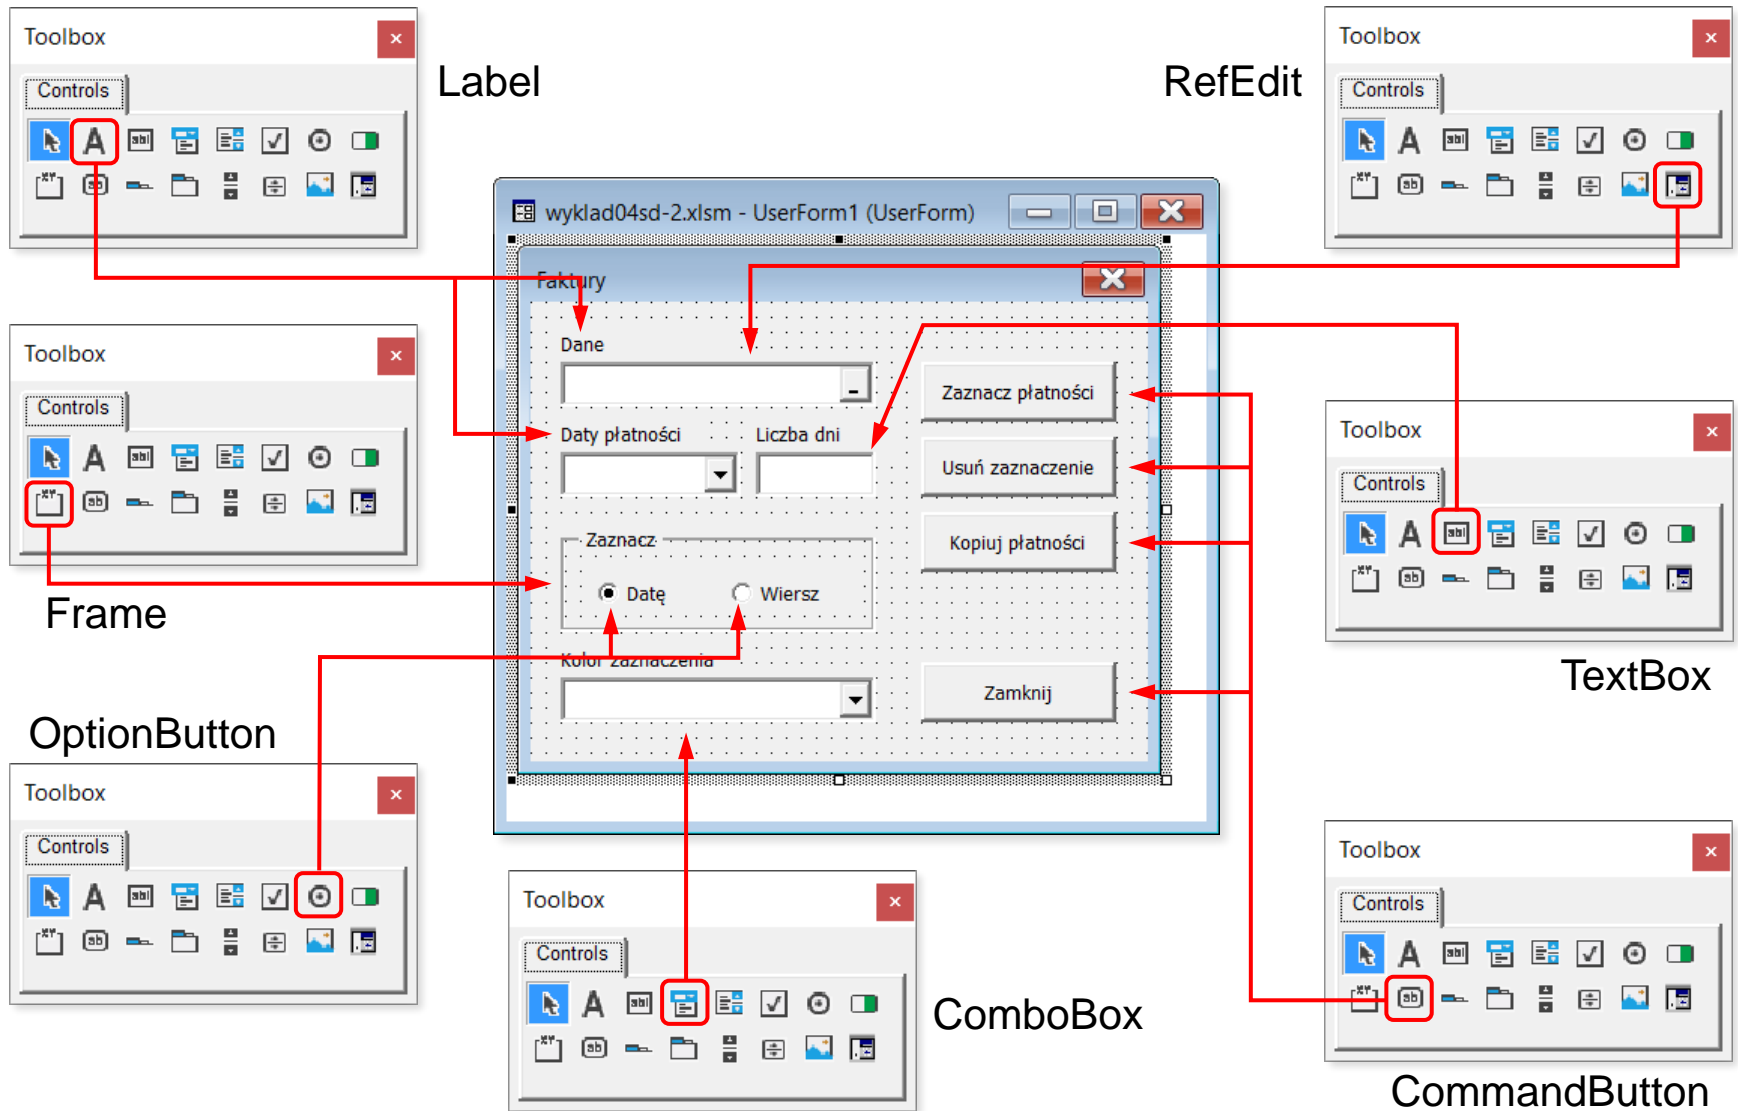 Toolbox
Controls
Label
RefEdit
Toolbox
Controls
wyklad04sd-2.xlsm - UserForm1 (UserForm)
Faktury
Dane
Zaznacz płatności
Daty płatności
Liczba dni
Usuń zaznaczenie
Kopiuj płatności
Zaznacz
Datę
Wiersz
Kolor zaznaczenia
Zamknij
Toolbox
Controls
Frame
Toolbox
Controls
TextBox
OptionButton
Toolbox
Controls
Toolbox
Controls
ComboBox
Toolbox
Controls
CommandButton